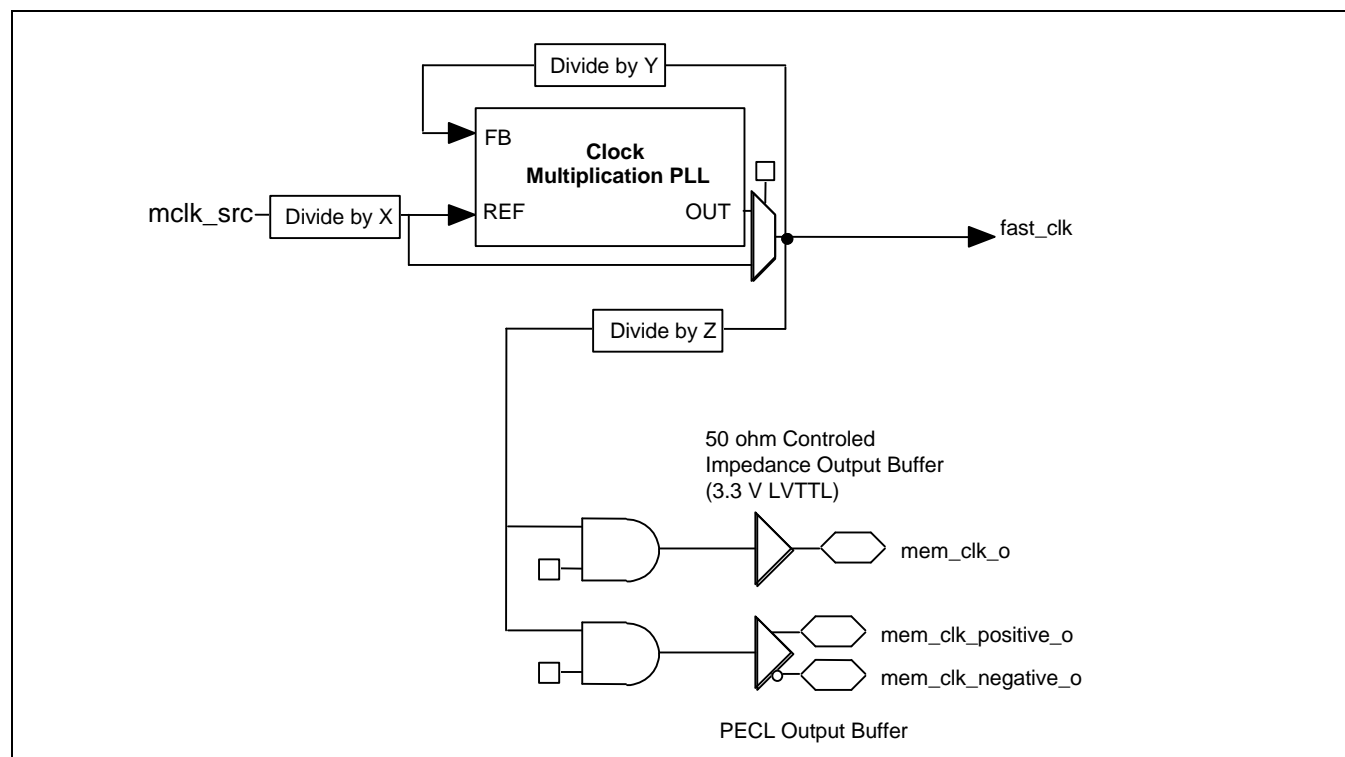 Divide by Y
FB
Clock
Multiplication PLL
mclk_src
Divide by X
REF
OUT
fast_clk
Divide by Z
50 ohm Controled
Impedance Output Buffer
(3.3 V LVTTL)
mem_clk_o
mem_clk_positive_o
mem_clk_negative_o
PECL Output Buffer